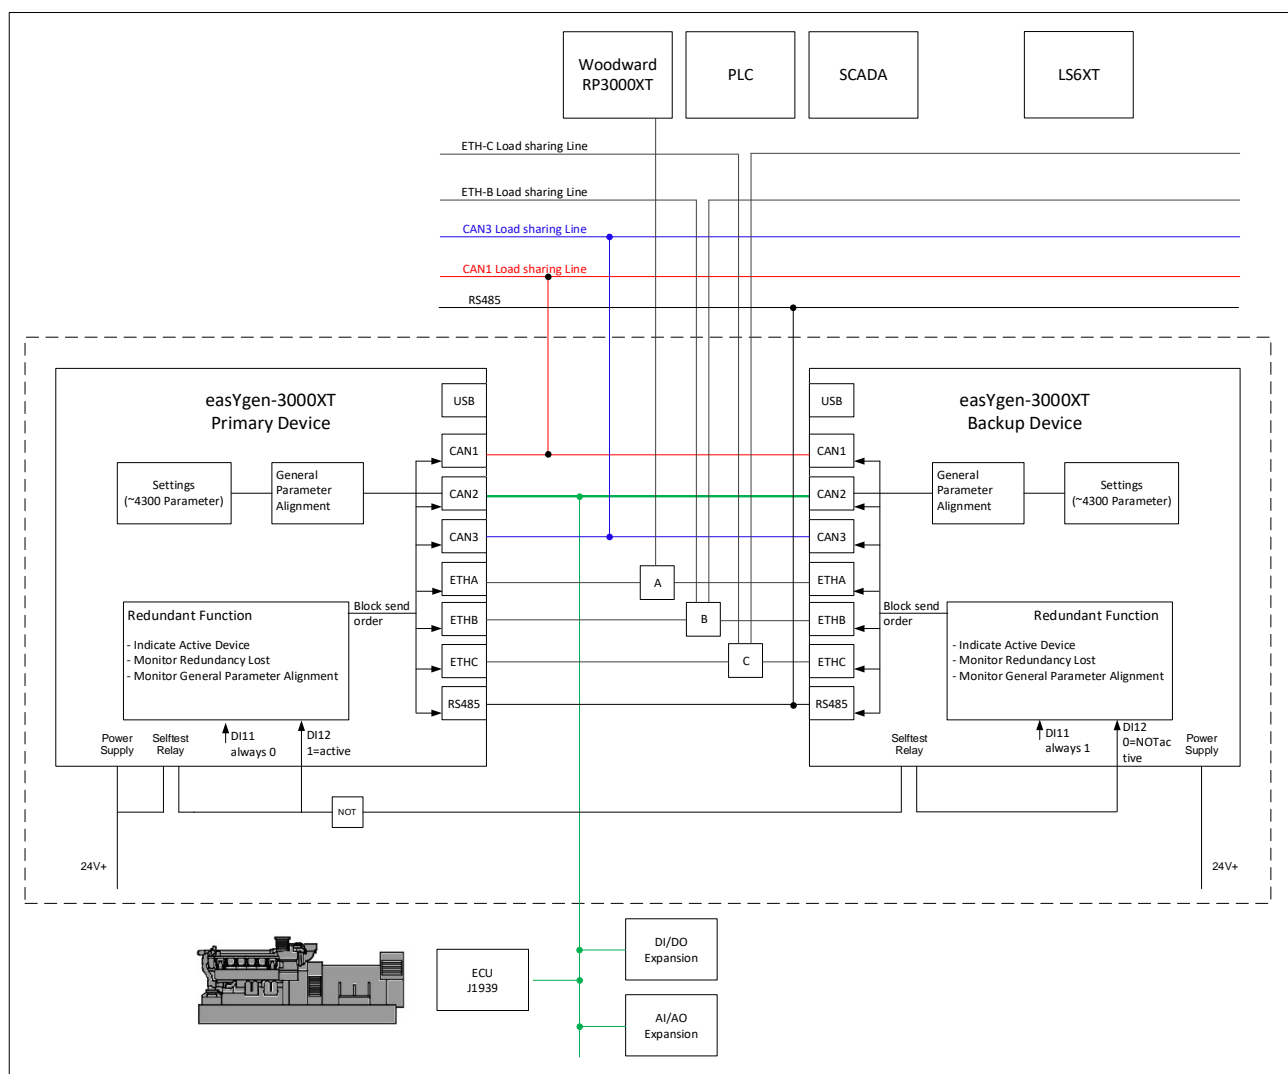 Woodward
RP3000XT
PLC
SCADA
LS6XT
ETH-C Load sharing Line
ETH-B Load sharing Line
CAN3 Load sharing Line
CAN1 Load sharing Line
RS485
easYgen-3000XT
Primary Device
USB
CAN1
CAN2
CAN3
ETHA
ETHB
ETHC
RS485
Settings
(~4300 Parameter)
General
Parameter
Alignment
Redundant Function
- Indicate Active Device
- Monitor Redundancy Lost
- Monitor General Parameter Alignment
Block send
order
Power
Supply
Selftest
Relay
DI11
always 0
DI12
1=active
24V+
NOT
A
B
C
easYgen-3000XT
Backup Device
USB
CAN1
CAN2
CAN3
ETHA
ETHB
ETHC
RS485
General
Parameter
Alignment
Settings
(~4300 Parameter)
Block send
order
Redundant Function
- Indicate Active Device
- Monitor Redundancy Lost
- Monitor General Parameter Alignment
Selftest
Relay
DI11
always 1
DI12
0=NOTac
tive
Power
Supply
24V+
ECU
J1939
DI/DO
Expansion
AI/AO
Expansion